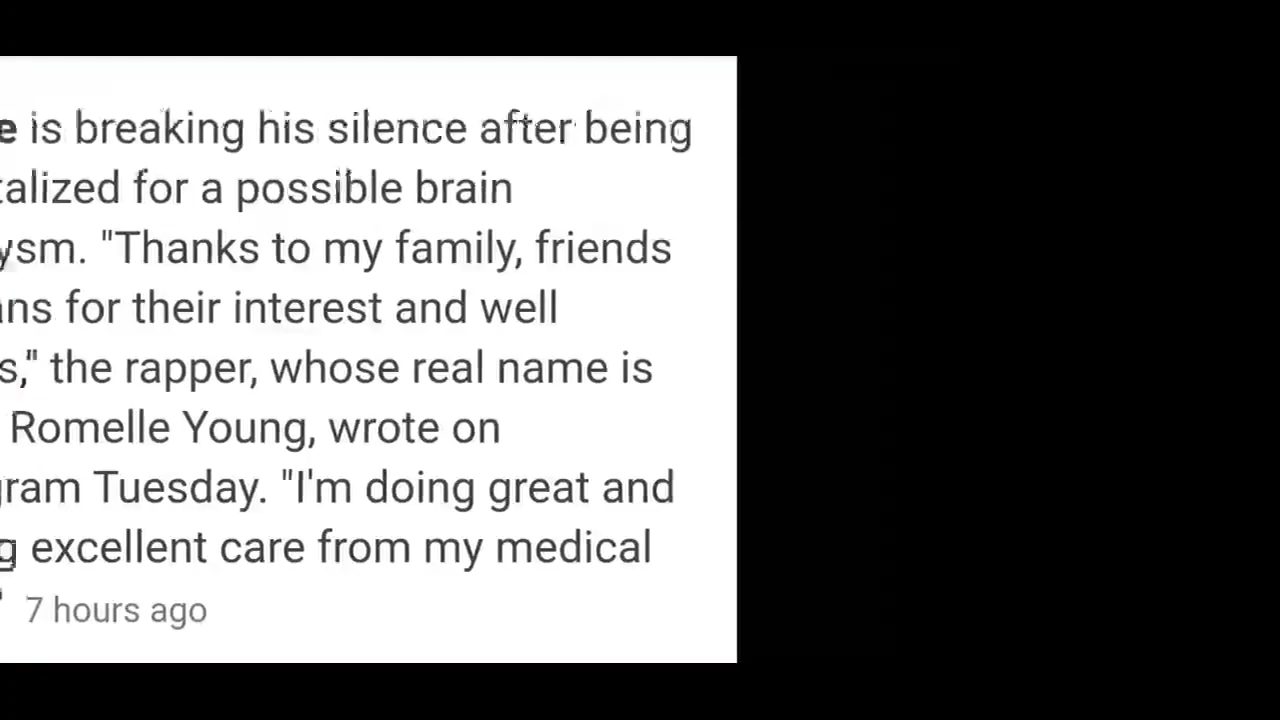 e is breaking his silence after being
talized for a possible brain
ysm. "Thanks to my family, friends
ans for their interest and well
s," the rapper, whose real name is
Romelle Young, wrote on
gram Tuesday. "I'm doing great and
g excellent care from my medical
" 7 hours ago